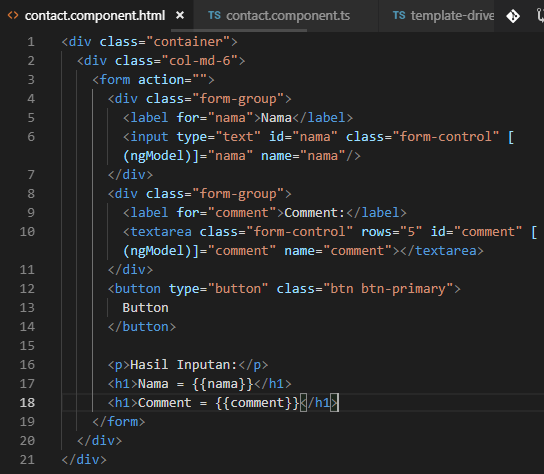 contact.component.html × TS contact.component.ts TS template-drive
1 <div class="container">
2 <div class="col-md-6">
3 <form action="">
4 <div class="form-group">
5 <label for="nama">Nama</label>
6 <input type="text" id="nama" class="form-control" [
(ngModel)]="nama" name="nama"/>
7 </div>
8 <div class="form-group">
9 <label for="comment">Comment:</label>
10 <textarea class="form-control" rows="5" id="comment" [
(ngModel)]="comment" name="comment"></textarea>
11 </div>
12 <button type="button" class="btn btn-primary">
13 Button
14 </button>
15
16 <p>Hasil Inputan:</p>
17 <h1>Nama = {{nama}}</h1>
18 <h1>Comment = {{comment}}</h1>
19 </form>
20 </div>
21 </div>